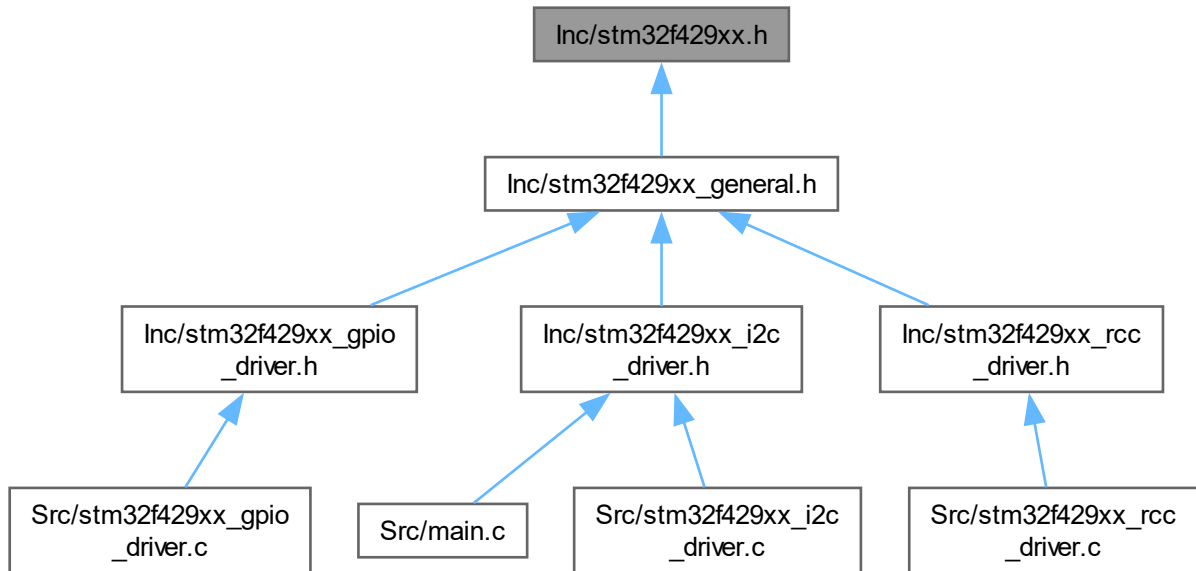 Inc/stm32f429xx.h
Inc/stm32f429xx_general.h
Inc/stm32f429xx_gpio
_driver.h
Inc/stm32f429xx_i2c
_driver.h
Inc/stm32f429xx_rcc
_driver.h
Src/stm32f429xx_gpio
_driver.c
Src/main.c
Src/stm32f429xx_i2c
_driver.c
Src/stm32f429xx_rcc
_driver.c